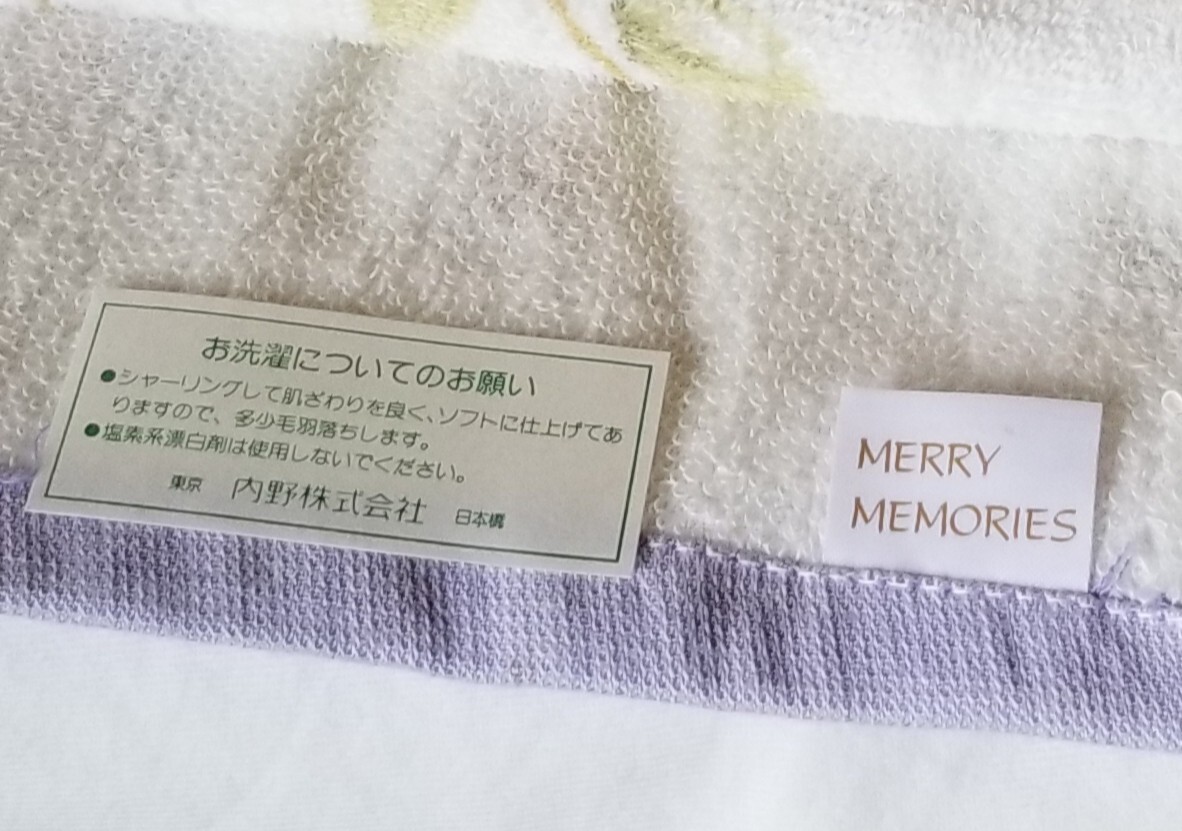 お洗濯についてのお願い
●シャーリングして肌ざわりを良く、ソフトに仕上げてあ
りますので、多少毛羽落ちします。
●塩素系漂白剤は使用しないでください。
東京 内野株式会社 日本橋
MERRY
MEMORIES